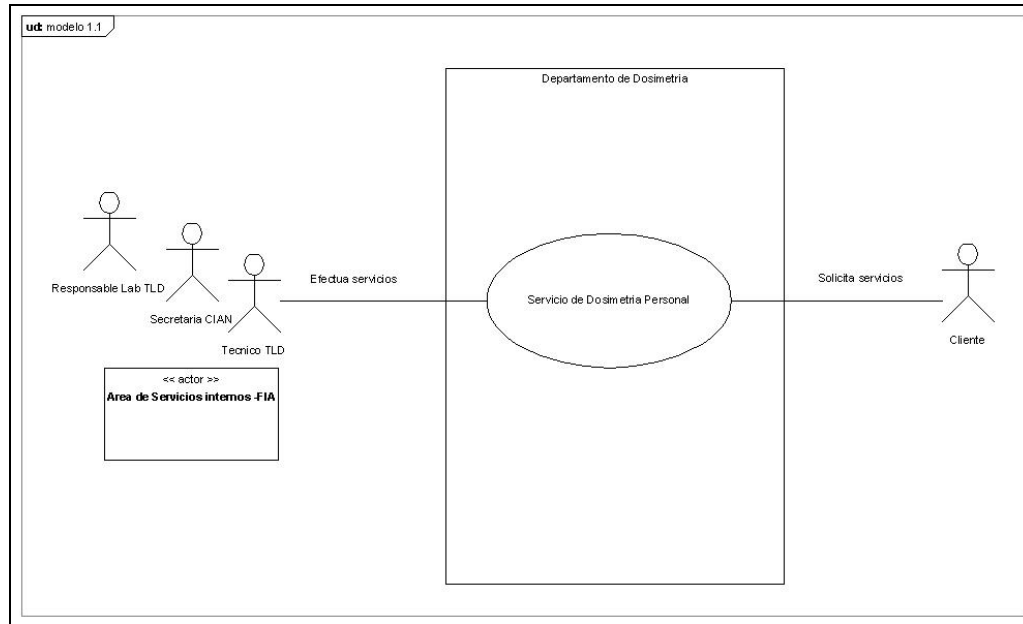 ud: modelo 1.1
Departamento de Dosimetria
Efectua servicios
Solicita servicios
Servicio de Dosimetria Personal
Responsable Lab TLD
Secretaria CIAN
Tecnico TLD
Cliente
<< actor >>
Area de Servicios internos -FIA